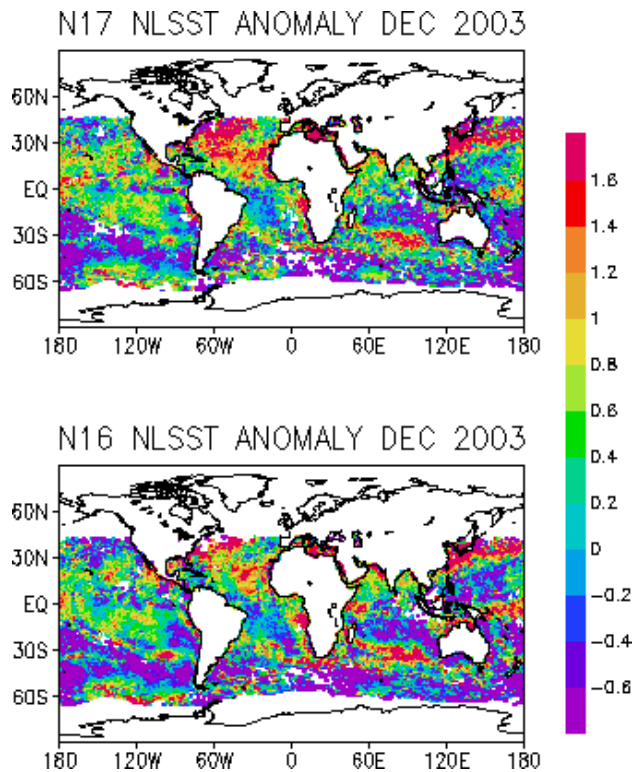 N17 NLSST ANOMALY DEC 2003
60N
30N
EQ
30S
60S
180 120W 60W 0 60E 120E 180
1.6
1.4
1.2
1
0.8
0.6
0.4
0.2
0
-0.4
-0.6
N16 NLSST ANOMALY DEC 2003
60N
30N
EQ
30S
60S
180 120W 60W 0 60E 120E 180